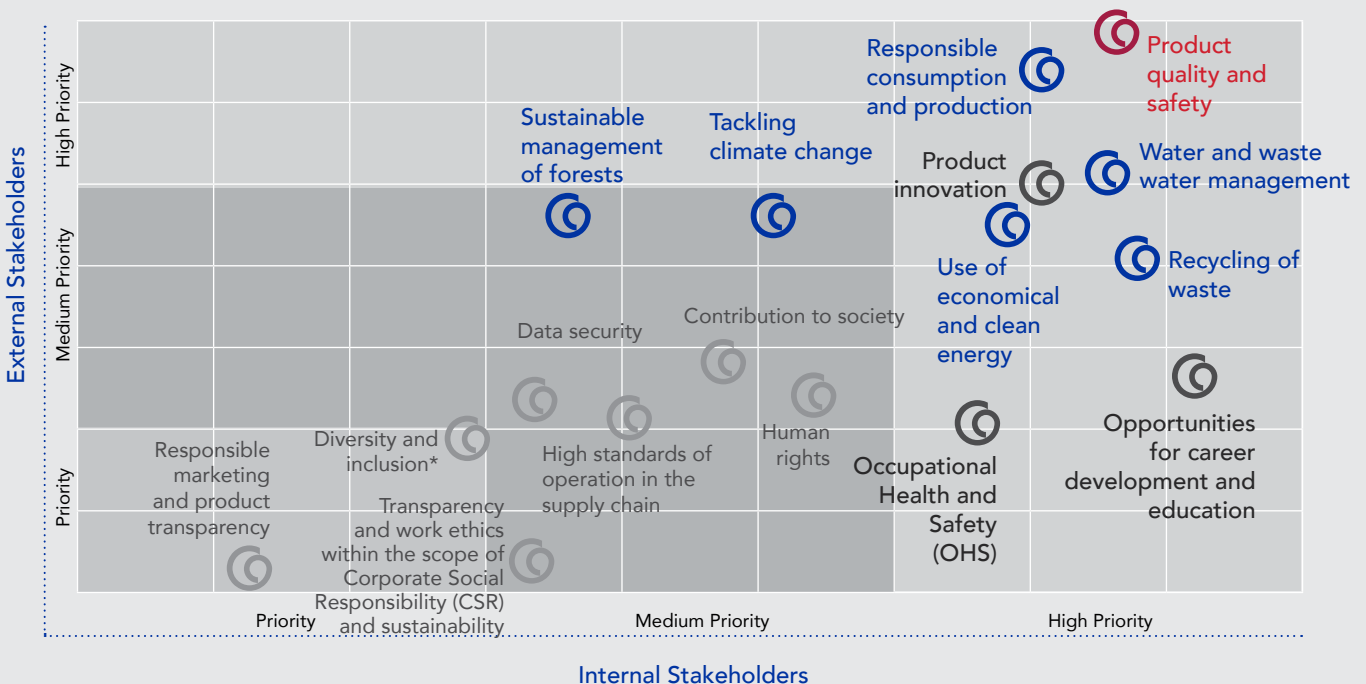 External Stakeholders
High Priority
Medium Priority
Priority
Responsible
consumption
and production
Product
quality and
safety
Sustainable
management
of forests
Tackling
climate change
Product
innovation
Water and waste
water management
Use of
economical
and clean
energy
Recycling of
waste
Data security
Contribution to society
Responsible
marketing
and product
transparency
Diversity and
inclusion*
High standards of
operation in the
supply chain
Human
rights
Occupational
Health and
Safety
(OHS)
Opportunities
for career
development and
education
Transparency
and work ethics
within the scope of
Corporate Social
Responsibility (CSR)
and sustainability
Priority
Medium Priority
High Priority
Internal Stakeholders